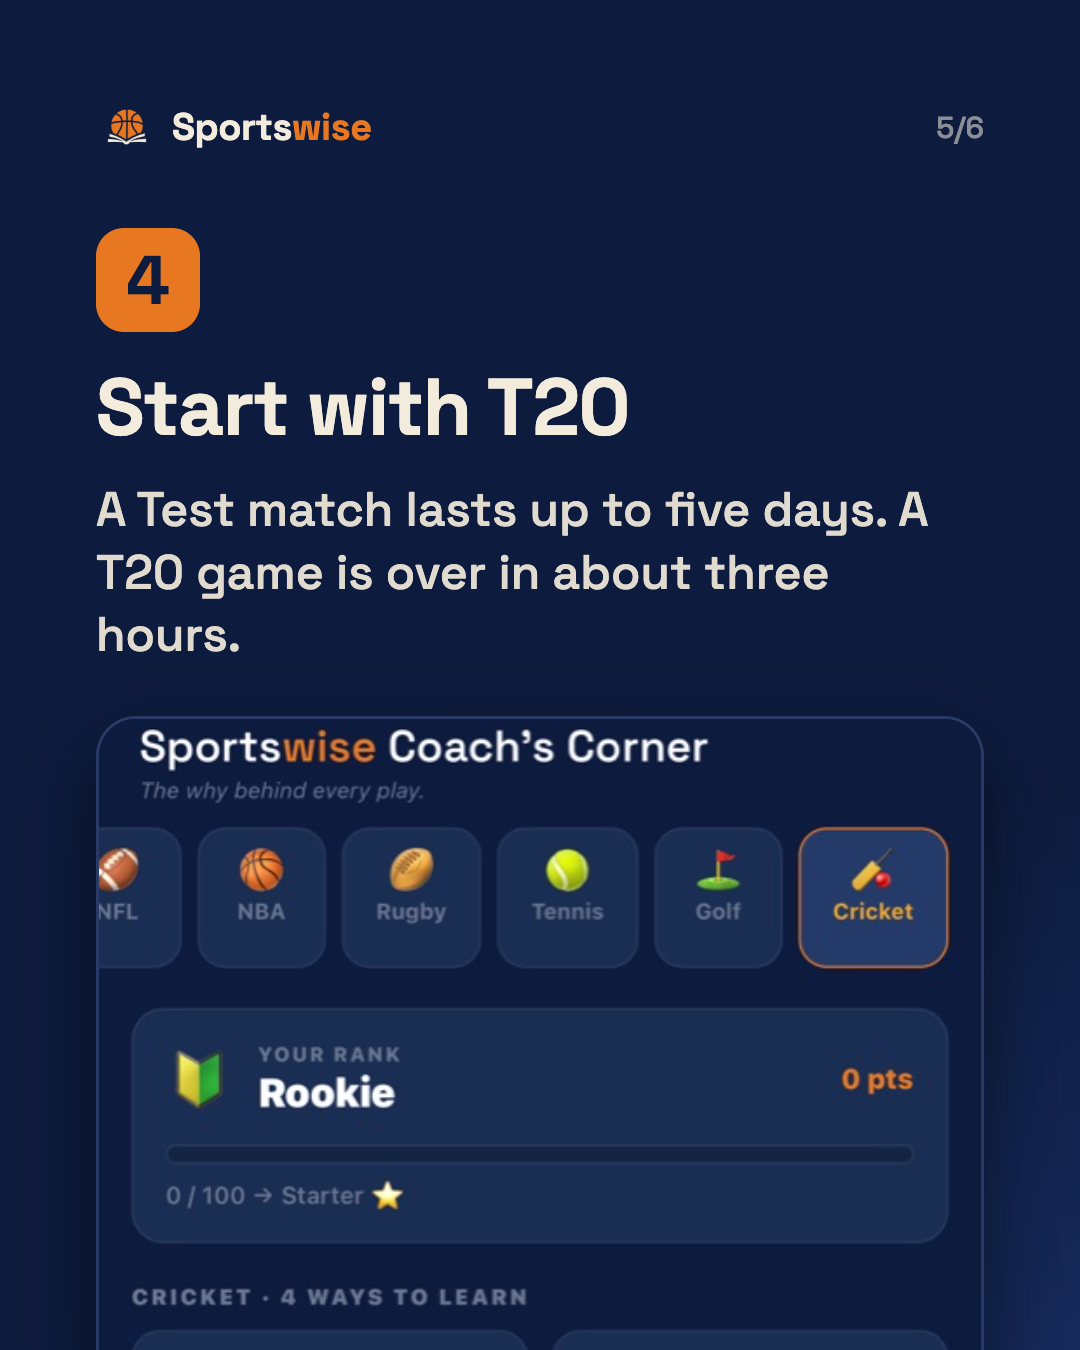 Sportswise
5/6
4
Start with T20
A Test match lasts up to five days. A
T20 game is over in about three
hours.
Sportswise Coach's Corner
The why behind every play.
NFL
NBA
Rugby
Tennis
Golf
Cricket
YOUR RANK
Rookie
0 pts
0 / 100 → Starter ⭐
CRICKET · 4 WAYS TO LEARN